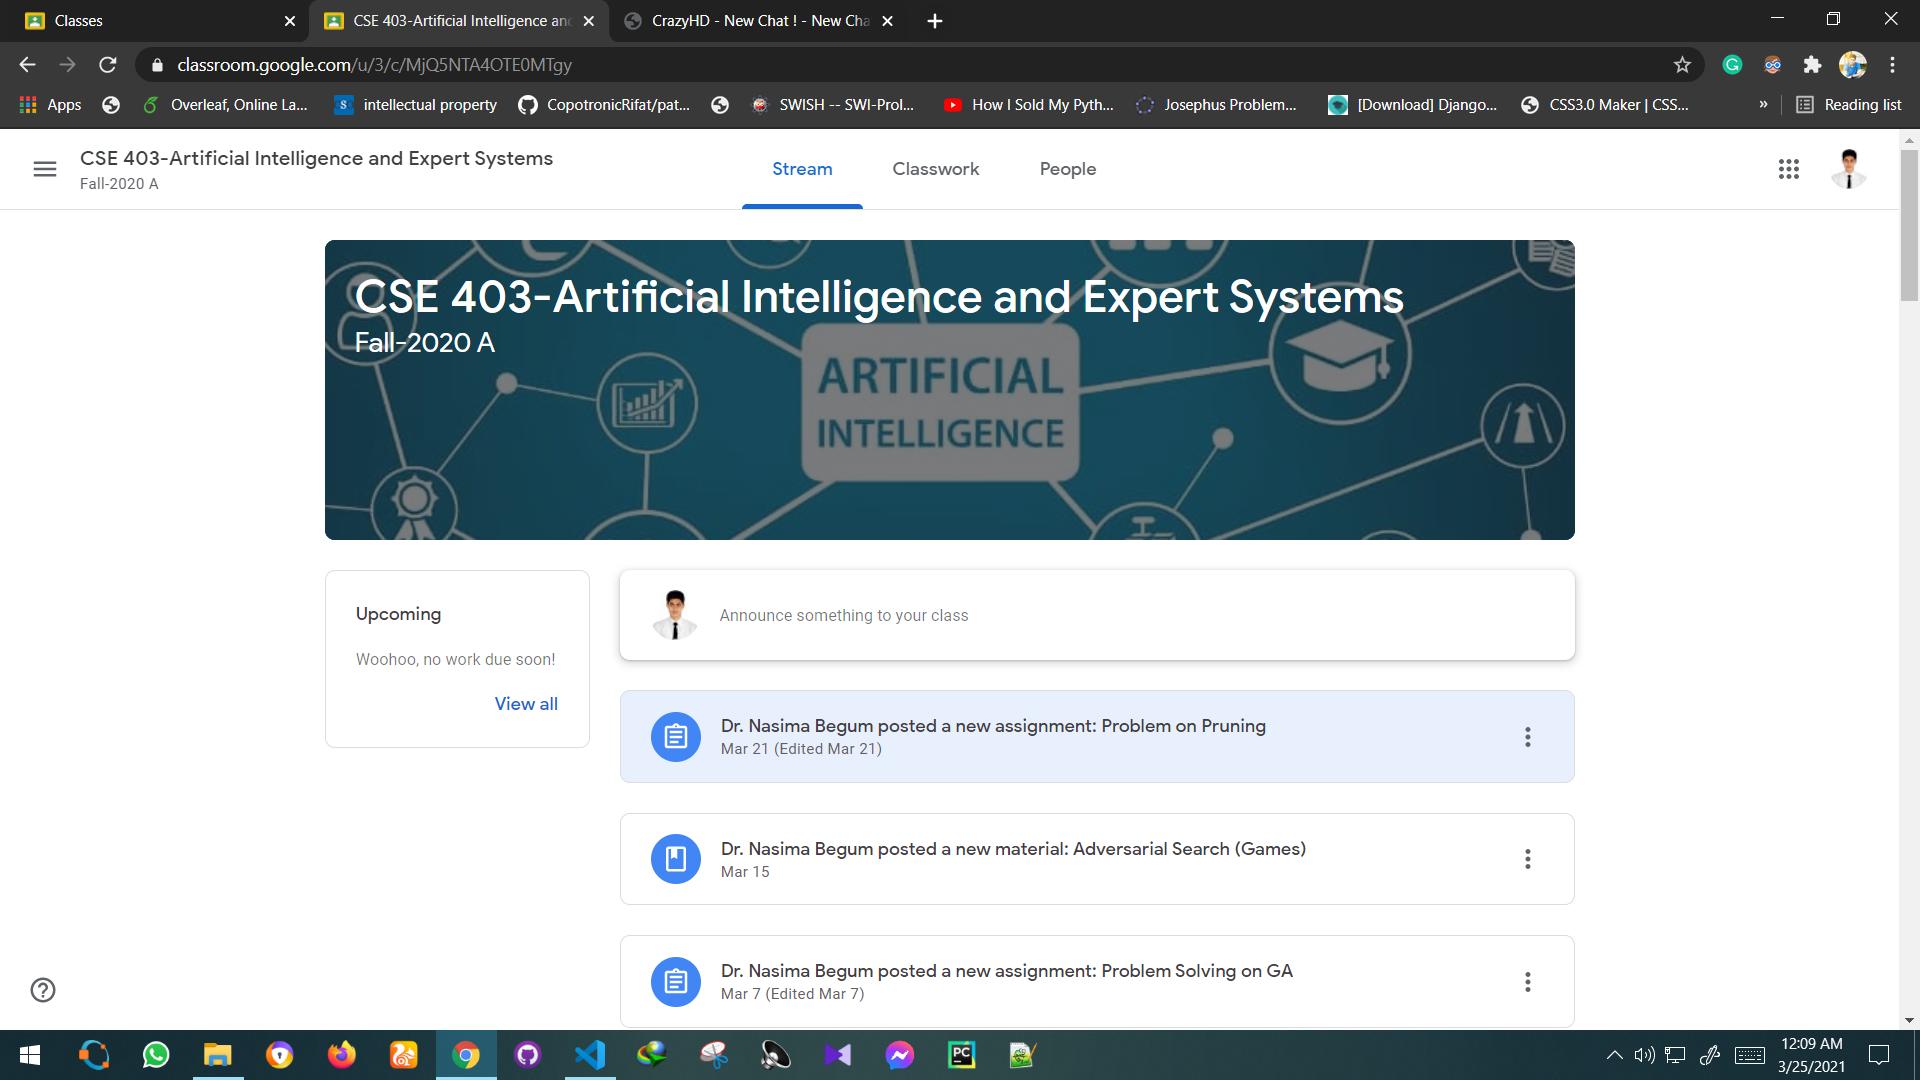 Classes
CSE 403-Artificial Intelligence an
CrazyHD - New Chat ! - New Cha
classroom.google.com/u/3/c/MjQ5NTA4OTE0MTgy
Apps
Overleaf, Online La...
intellectual property
CopotronicRifat/pat...
SWISH -- SWI-Prol...
How I Sold My Pyth...
Josephus Problem...
[Download] Django...
CSS3.0 Maker | CSS...
»
Reading list
CSE 403-Artificial Intelligence and Expert Systems
Fall-2020 A
Stream
Classwork
People
CSE 403-Artificial Intelligence and Expert Systems
Fall-2020 A
ARTIFICIAL
INTELLIGENCE
Upcoming
Woohoo, no work due soon!
View all
Announce something to your class
Dr. Nasima Begum posted a new assignment: Problem on Pruning
Mar 21 (Edited Mar 21)
Dr. Nasima Begum posted a new material: Adversarial Search (Games)
Mar 15
Dr. Nasima Begum posted a new assignment: Problem Solving on GA
Mar 7 (Edited Mar 7)
PC
12:09 AM
3/25/2021